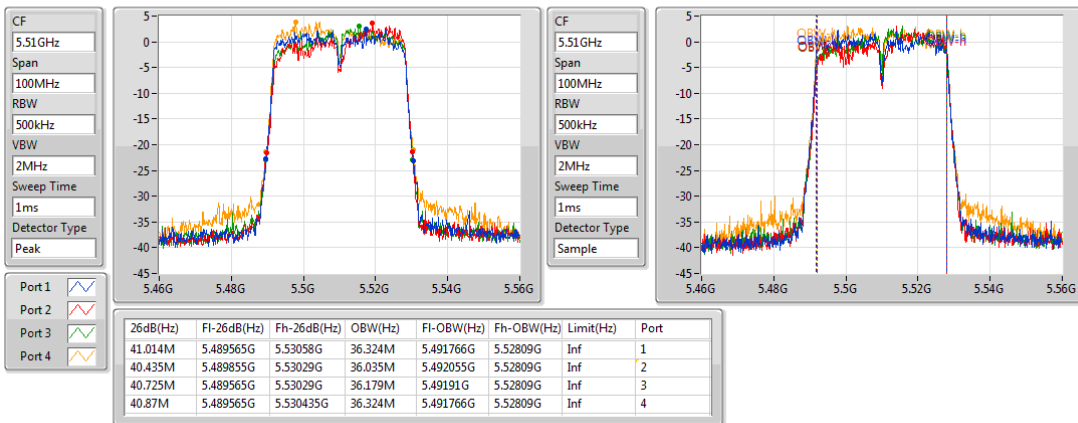 CF
5.51GHz
Span
100MHz
RBW
500kHz
VBW
2MHz
Sweep Time
1ms
Detector Type
Peak
5
0
-5
-10
-15
-20
-25
-30
-35
-40
-45
5.46G 5.48G 5.5G 5.52G 5.54G 5.56G
CF
5.51GHz
Span
100MHz
RBW
500kHz
VBW
2MHz
Sweep Time
1ms
Detector Type
Sample
5
0
-5
-10
-15
-20
-25
-30
-35
-40
-45
5.46G 5.48G 5.5G 5.52G 5.54G 5.56G
Port 1
Port 2
Port 3
Port 4
26dB(Hz) Fl-26dB(Hz) Fh-26dB(Hz) OBW(Hz) Fl-OBW(Hz) Fh-OBW(Hz) Limit(Hz) Port
41.014M 5.489565G 5.53058G 36.324M 5.491766G 5.52809G Inf 1
40.435M 5.489855G 5.53029G 36.035M 5.492055G 5.52809G Inf 2
40.725M 5.489565G 5.53029G 36.179M 5.49191G 5.52809G Inf 3
40.87M 5.489565G 5.530435G 36.324M 5.491766G 5.52809G Inf 4